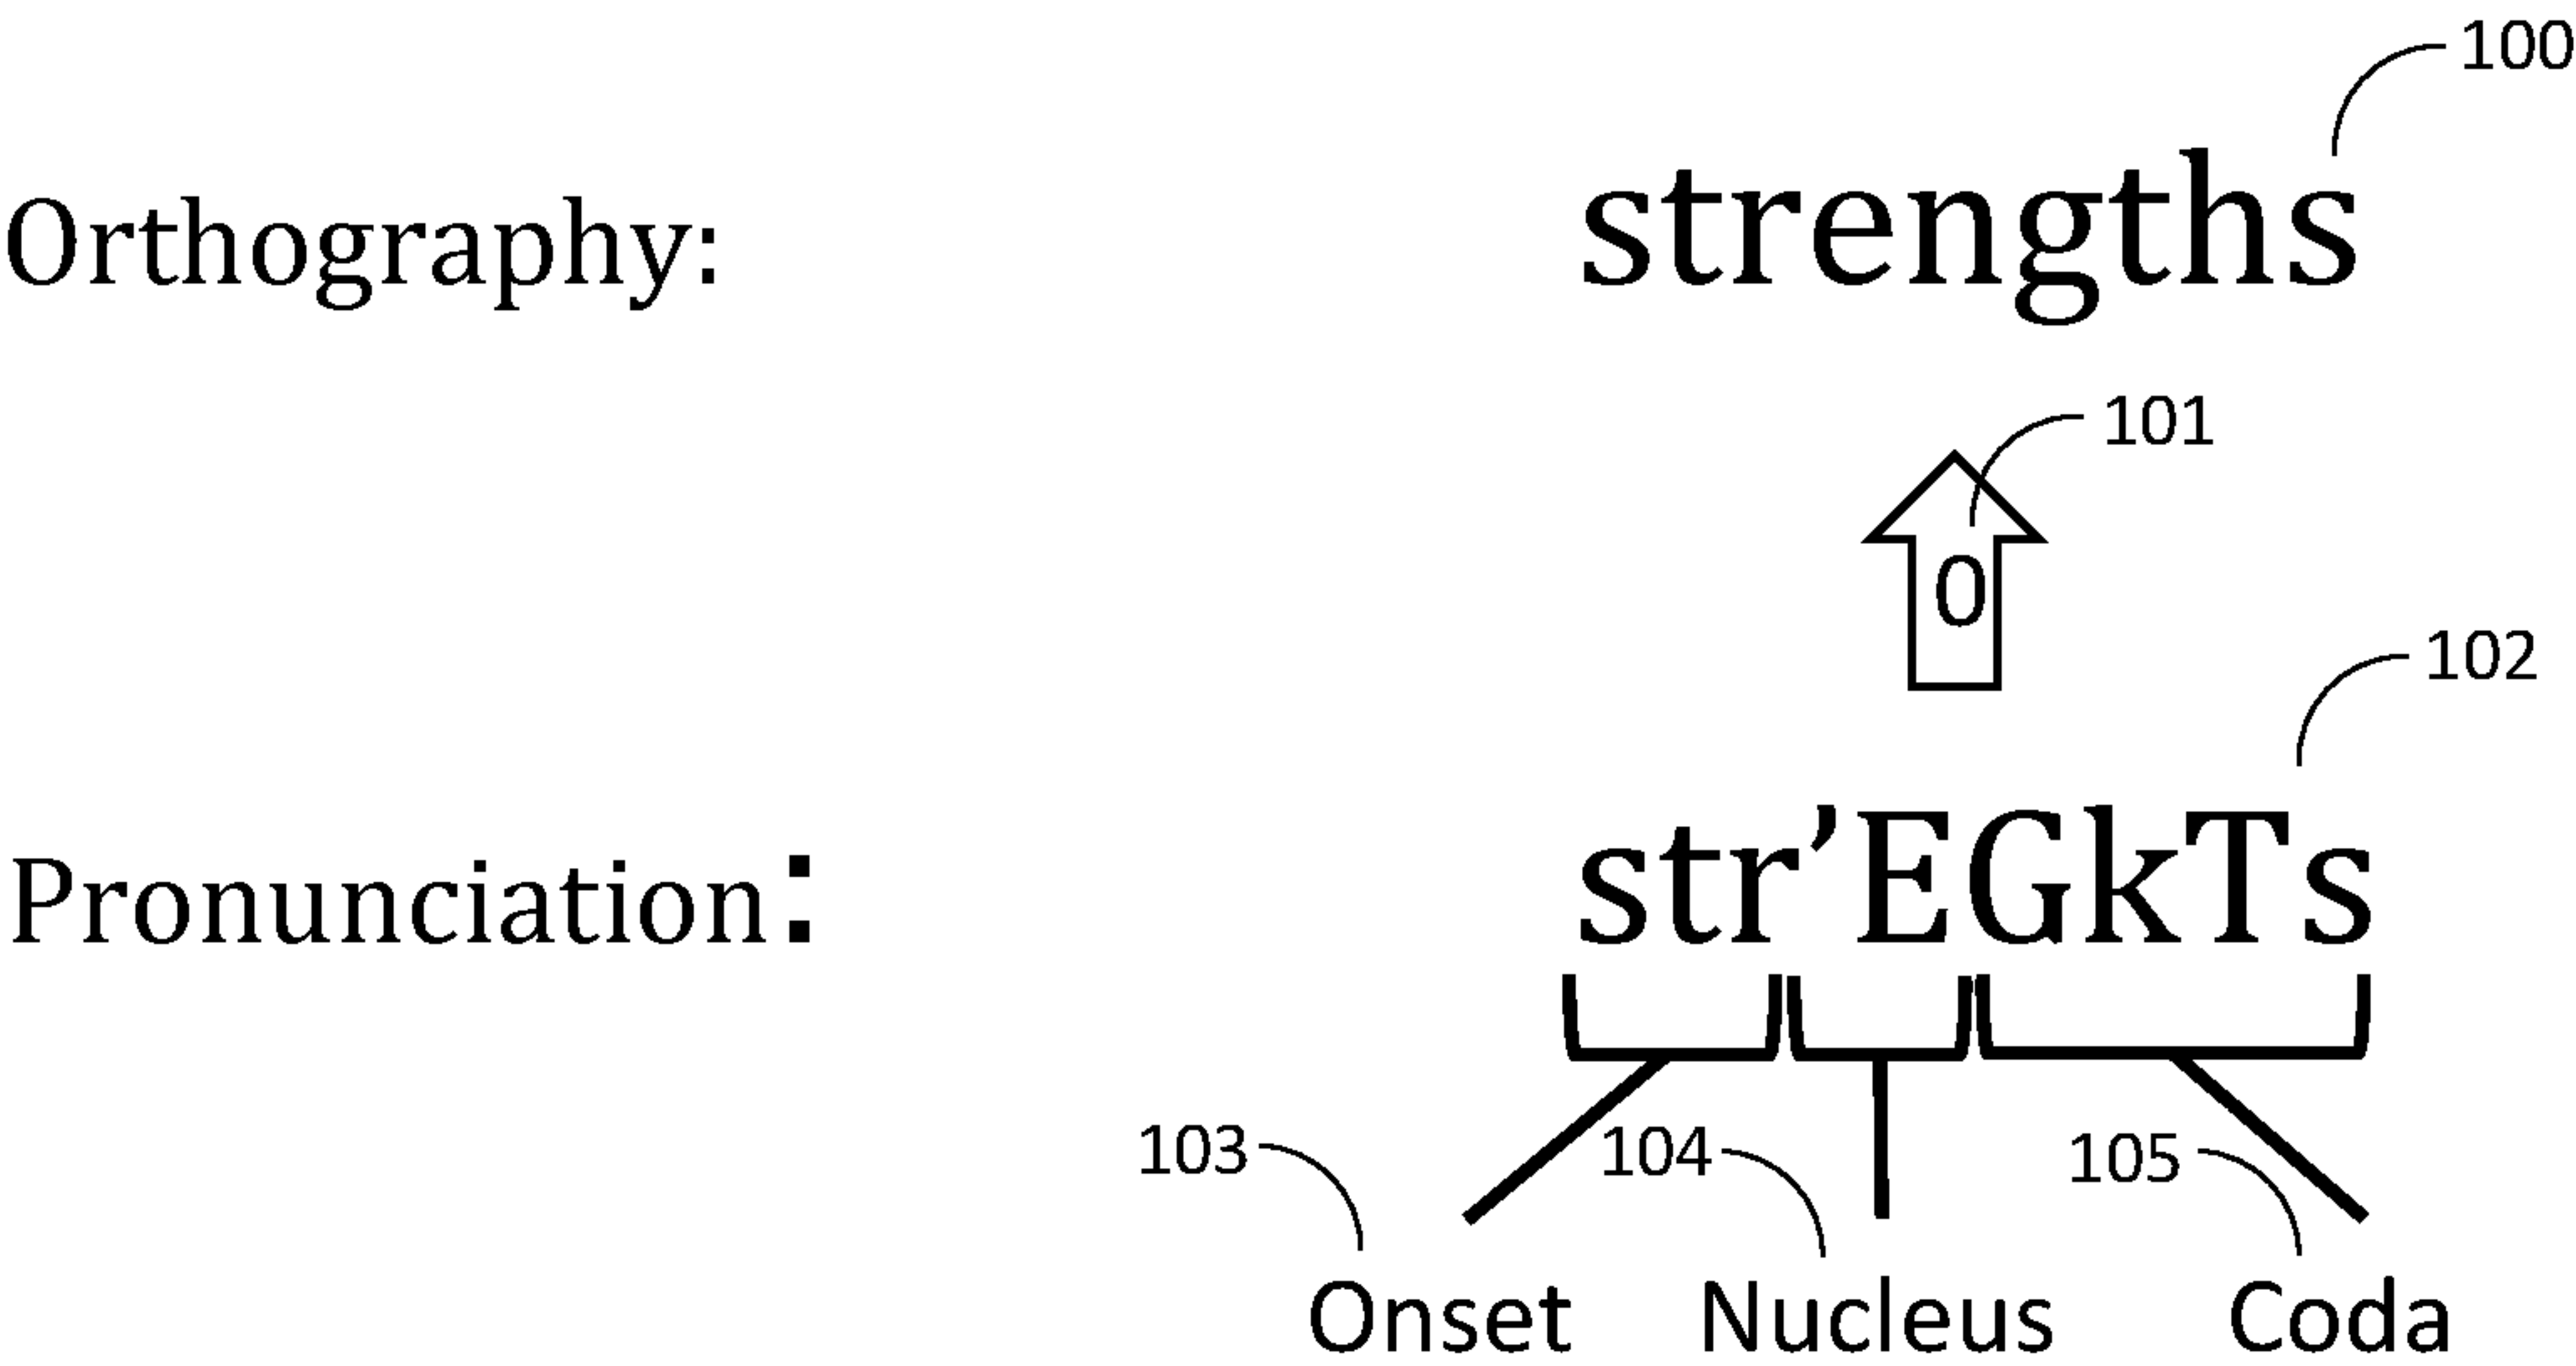 100
Orthography: strengths
101
0
102
Pronunciation: str’EGkTs
103 104 105
Onset Nucleus Coda